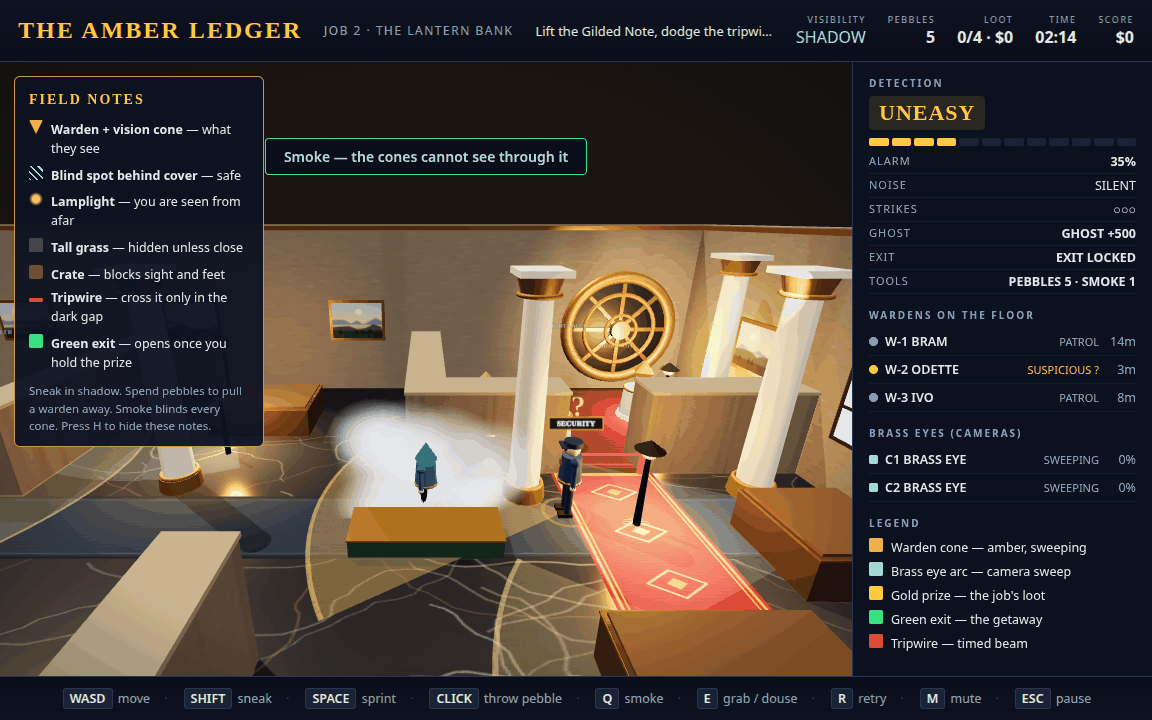 THE AMBER LEDGER
JOB 2 · THE LANTERN BANK
Lift the Gilded Note, dodge the tripwi...
VISIBILITY
SHADOW
PEBBLES
5
LOOT
0/4 · $0
TIME
02:14
SCORE
$0
FIELD NOTES
Warden + vision cone — what
they see
Blind spot behind cover — safe
Lamplight — you are seen from
afar
Tall grass — hidden unless close
Crate — blocks sight and feet
Tripwire — cross it only in the
dark gap
Green exit — opens once you
hold the prize
Sneak in shadow. Spend pebbles to pull
a warden away. Smoke blinds every
cone. Press H to hide these notes.
Smoke — the cones cannot see through it
?
SECURITY
DETECTION
UNEASY
ALARM 35%
NOISE SILENT
STRIKES ○○○
GHOST GHOST +500
EXIT EXIT LOCKED
TOOLS PEBBLES 5 · SMOKE 1
WARDENS ON THE FLOOR
W-1 BRAM PATROL 14m
W-2 ODETTE SUSPICIOUS ? 3m
W-3 IVO PATROL 8m
BRASS EYES (CAMERAS)
C1 BRASS EYE SWEEPING 0%
C2 BRASS EYE SWEEPING 0%
LEGEND
Warden cone — amber, sweeping
Brass eye arc — camera sweep
Gold prize — the job's loot
Green exit — the getaway
Tripwire — timed beam
WASD move · SHIFT sneak · SPACE sprint · CLICK throw pebble · Q smoke · E grab / douse · R retry · M mute · ESC pause